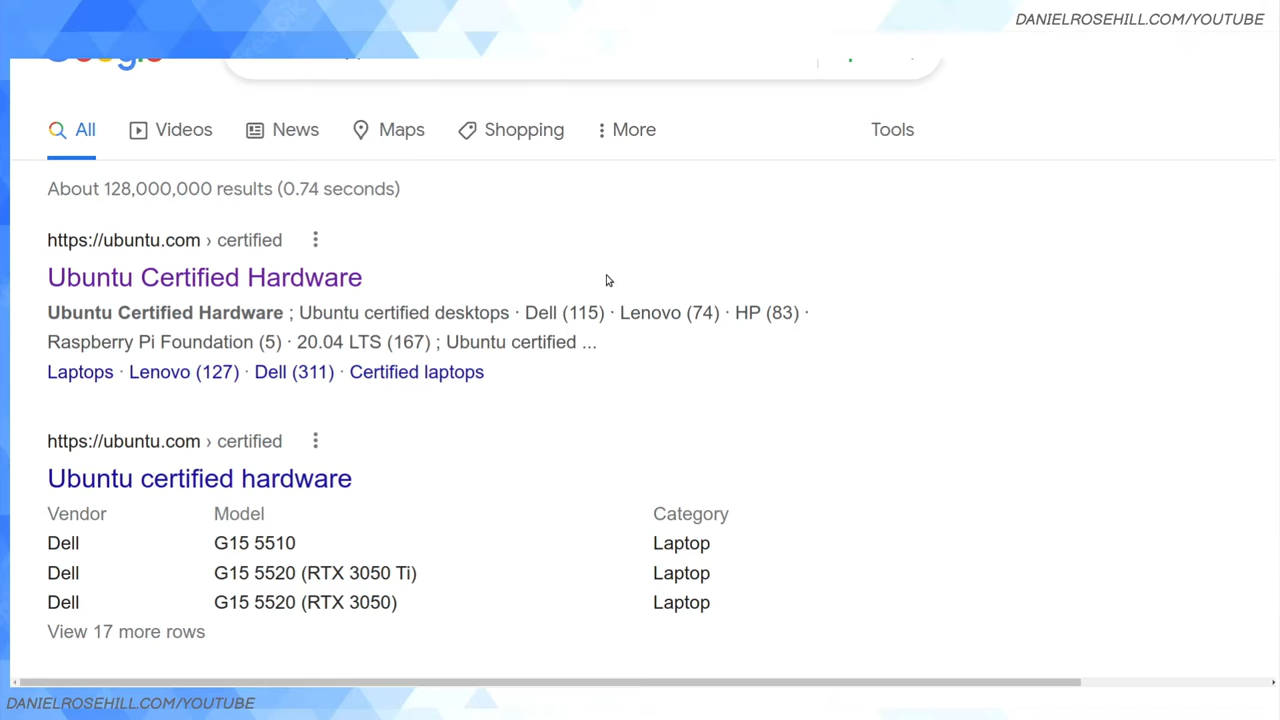 DANIELROSEHILL.COM/YOUTUBE
Google
All Videos News Maps Shopping More Tools
About 128,000,000 results (0.74 seconds)
https://ubuntu.com › certified
Ubuntu Certified Hardware
Ubuntu Certified Hardware ; Ubuntu certified desktops · Dell (115) · Lenovo (74) · HP (83) ·
Raspberry Pi Foundation (5) · 20.04 LTS (167) ; Ubuntu certified ...
Laptops · Lenovo (127) · Dell (311) · Certified laptops
https://ubuntu.com › certified
Ubuntu certified hardware
Vendor Model Category
Dell G15 5510 Laptop
Dell G15 5520 (RTX 3050 Ti) Laptop
Dell G15 5520 (RTX 3050) Laptop
View 17 more rows
DANIELROSEHILL.COM/YOUTUBE